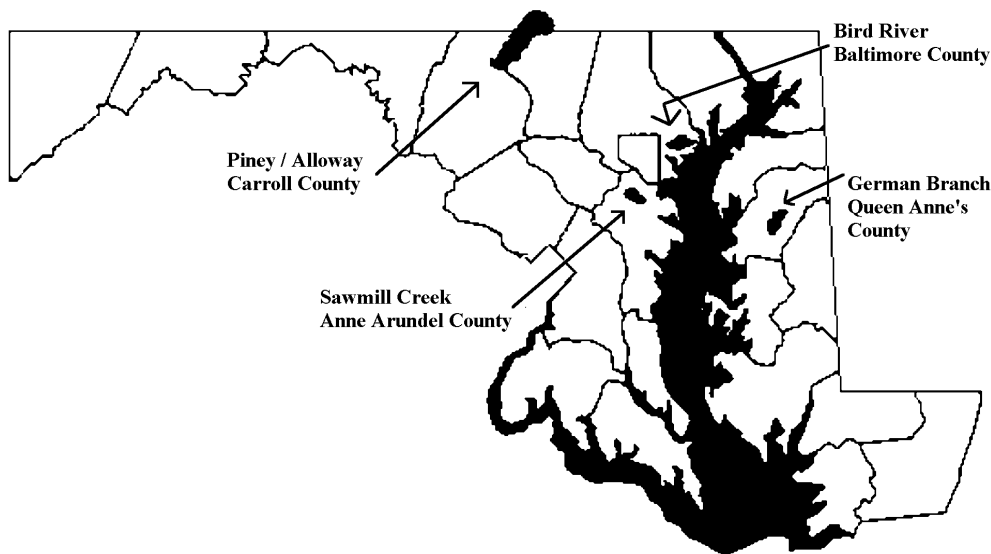 Bird River
Baltimore County
Piney / Alloway
Carroll County
German Branch
Queen Anne's
County
Sawmill Creek
Anne Arundel County